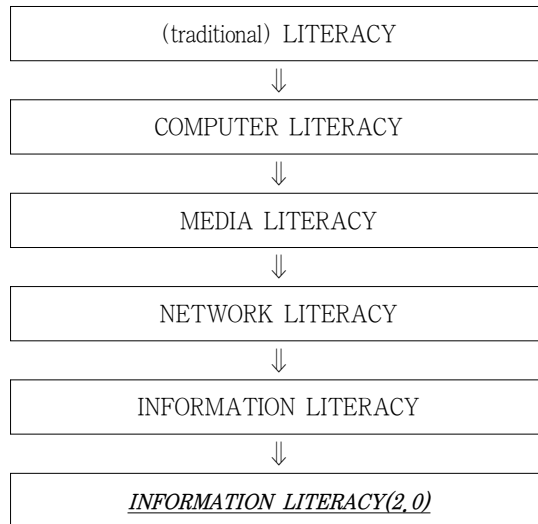 (traditional) LITERACY
⇓
COMPUTER LITERACY
⇓
MEDIA LITERACY
⇓
NETWORK LITERACY
⇓
INFORMATION LITERACY
⇓
INFORMATION LITERACY(2,0)